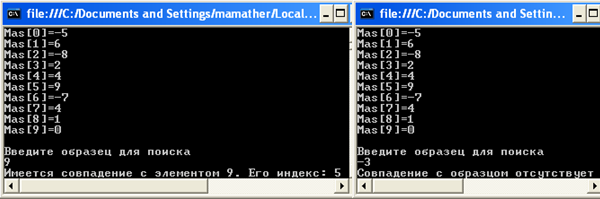 file:///C:/Documents and Settings/mamather/Local...
Mas[0]=-5
Mas[1]=6
Mas[2]=-8
Mas[3]=2
Mas[4]=4
Mas[5]=9
Mas[6]=-7
Mas[7]=4
Mas[8]=1
Mas[9]=0
Введите образец для поиска
9
Имеется совпадение с элементом 9. Его индекс: 5
file:///C:/Documents and Settin...
Mas[0]=-5
Mas[1]=6
Mas[2]=-8
Mas[3]=2
Mas[4]=4
Mas[5]=9
Mas[6]=-7
Mas[7]=4
Mas[8]=1
Mas[9]=0
Введите образец для поиска
-3
Совпадение с образцом отсутствует